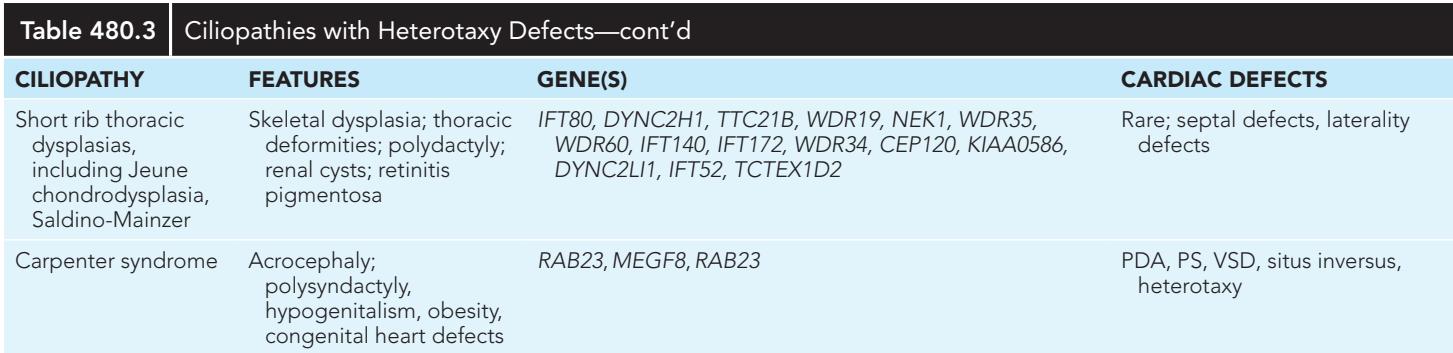 Table 480.3 Ciliopathies with Heterotaxy Defects—cont'd
CILIOPATHY FEATURES GENE(S) CARDIAC DEFECTS
Short rib thoracic Skeletal dysplasia; thoracic IFT80, DYNC2H1, TTC21B, WDR19, NEK1, WDR35, Rare; septal defects, laterality
dysplasias, deformities; polydactyly; WDR60, IFT140, IFT172, WDR34, CEP120, KIAA0586, defects
including Jeune renal cysts; retinitis DYNC2LI1, IFT52, TCTEX1D2
chondrodysplasia, pigmentosa
Saldino-Mainzer
Carpenter syndrome Acrocephaly; RAB23, MEGF8, RAB23 PDA, PS, VSD, situs inversus,
polysyndactyly, heterotaxy
hypogenitalism, obesity,
congenital heart defects